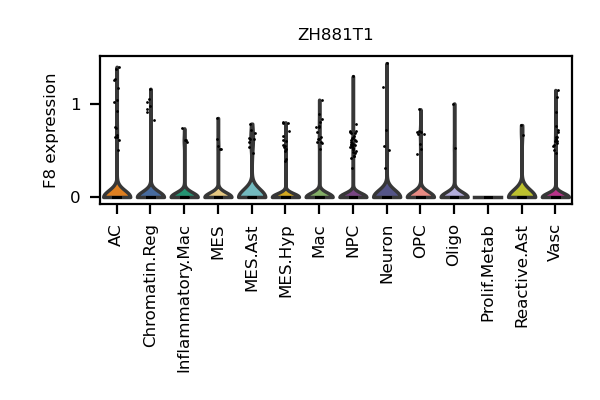 ZH881T1
F8 expression
1
0
AC
Chromatin.Reg
Inflammatory.Mac
MES
MES.Ast
MES.Hyp
Mac
NPC
Neuron
OPC
Oligo
Prolif.Metab
Reactive.Ast
Vasc